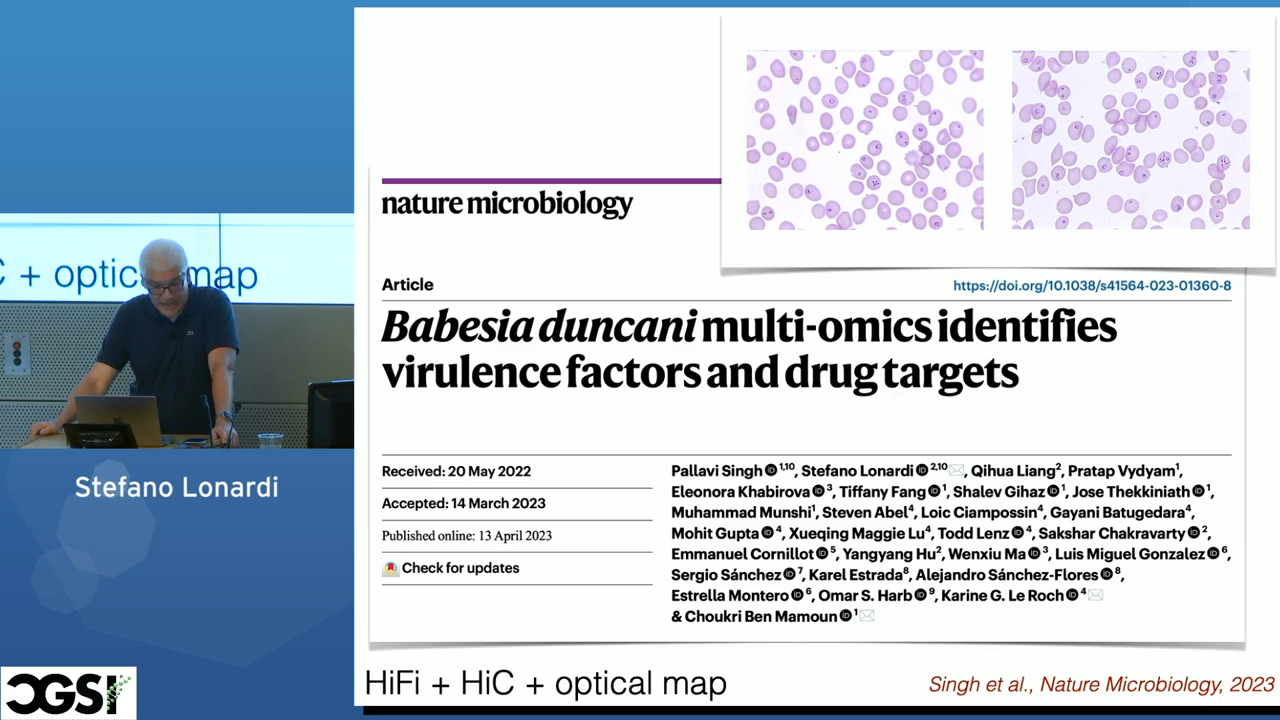 C + optical map
Stefano Lonardi
CGSI
nature microbiology
Article
https://doi.org/10.1038/s41564-023-01360-8
Babesia duncani multi-omics identifies
virulence factors and drug targets
Received: 20 May 2022
Accepted: 14 March 2023
Published online: 13 April 2023
Check for updates
Pallavi Singh 1,10, Stefano Lonardi 2,10, Qihua Liang2, Pratap Vydyam1,
Eleonora Khabirova 3, Tiffany Fang 1, Shalev Gihaz 1, Jose Thekkiniath 1,
Muhammad Munshi1, Steven Abel4, Loic Ciampossin4, Gayani Batugedara4,
Mohit Gupta 4, Xueqing Maggie Lu4, Todd Lenz 4, Sakshar Chakravarty 2,
Emmanuel Cornillot 5, Yangyang Hu2, Wenxiu Ma 3, Luis Miguel Gonzalez 6,
Sergio Sánchez 7, Karel Estrada8, Alejandro Sánchez-Flores 8,
Estrella Montero 6, Omar S. Harb 9, Karine G. Le Roch 4
& Choukri Ben Mamoun 1
HiFi + HiC + optical map
Singh et al., Nature Microbiology, 2023